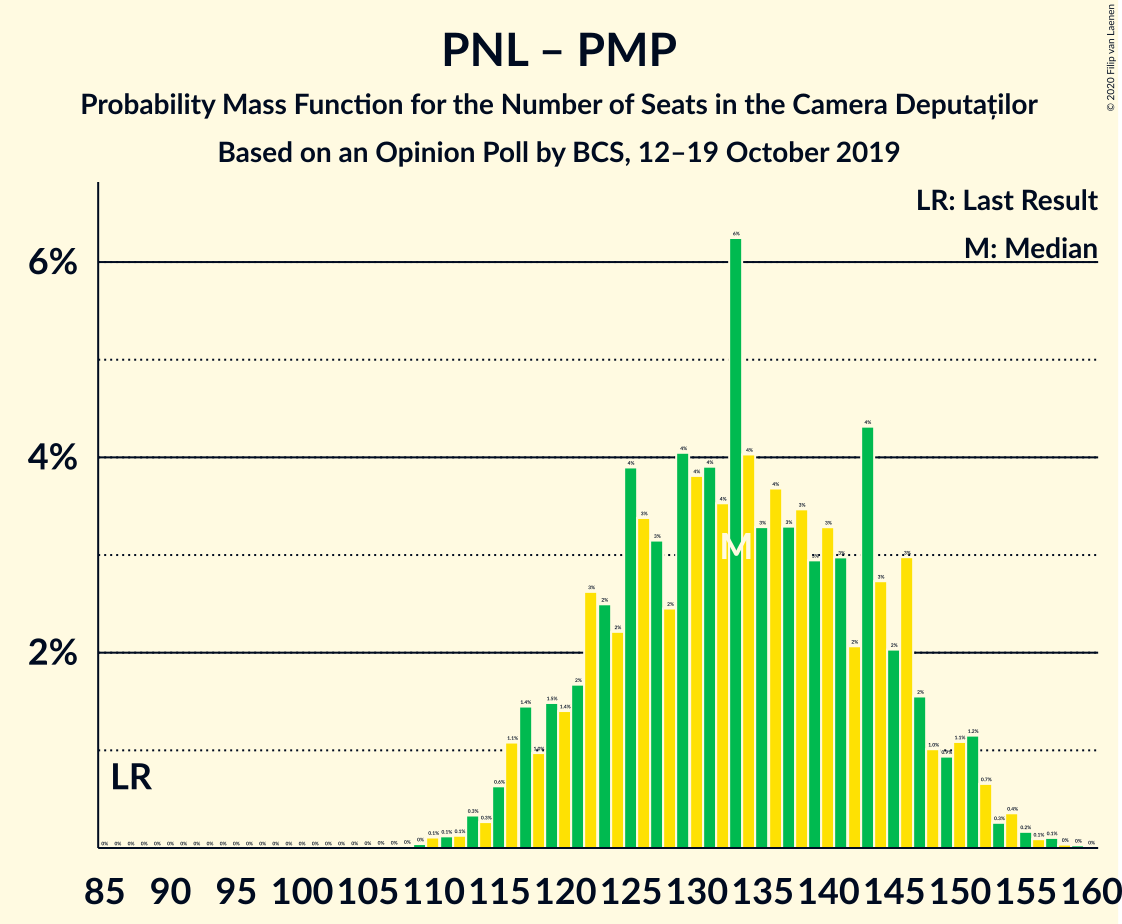 PNL – PMP
Probability Mass Function for the Number of Seats in the Camera Deputaților
Based on an Opinion Poll by BCS, 12–19 October 2019
© 2020 Filip van Laenen
LR: Last Result
M: Median
6%
4%
2%
LR
M
85 90 95 100 105 110 115 120 125 130 135 140 145 150 155 160